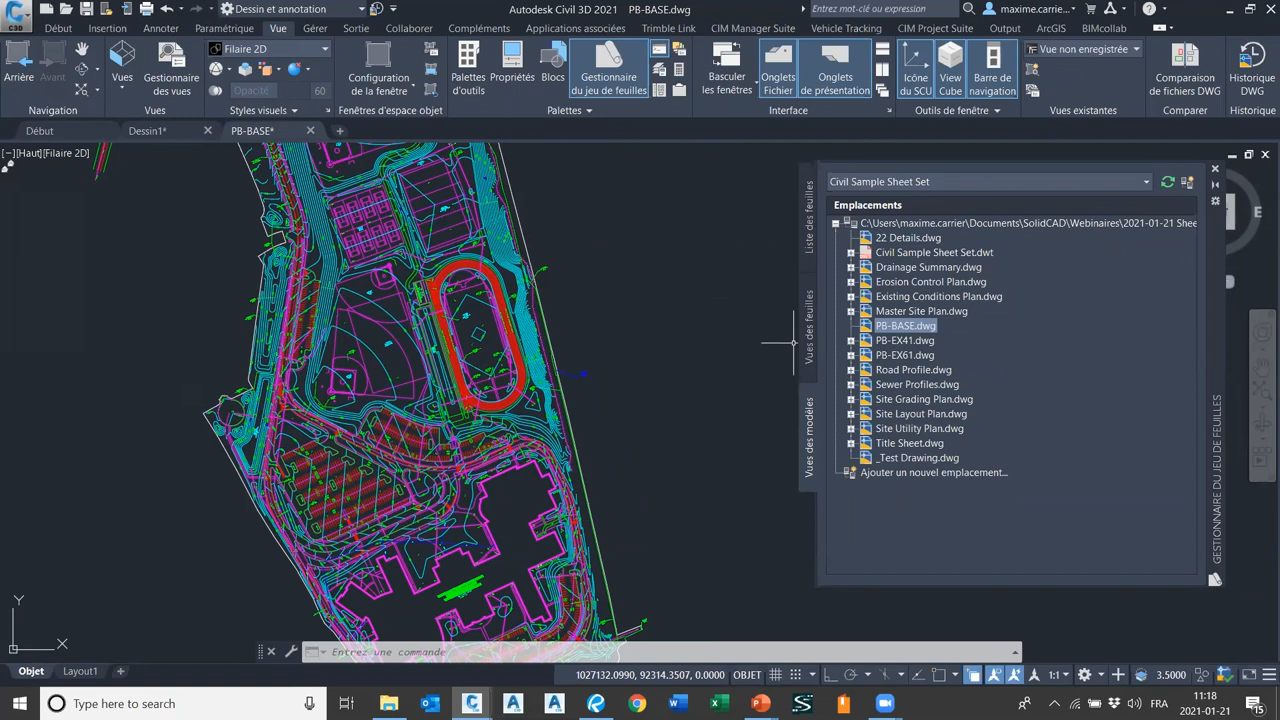 C3D
Dessin et annotation
Autodesk Civil 3D 2021 PB-BASE.dwg
Entrez mot-clé ou expression
maxime.carrie...
Début Insertion Annoter Paramétrique Vue Gérer Sortie Collaborer Compléments Applications associées Trimble Link CIM Manage Suite Vehicle Tracking CIM Project Suite Output ArcGIS BIMcollab
Arrière
Avant
Navigation
Vues
Gestionnaire
des vues
Vues
Filaire 2D
Opacité 60
Styles visuels
Configuration
de la fenêtre
Fenêtres d'espace objet
Palettes
d'outils
Propriétés
Blocs
Gestionnaire
du jeu de feuilles
Palettes
Basculer
les fenêtres
Onglets
Fichier
Onglets
de présentation
Interface
Icône
du SCU
View
Cube
Barre de
navigation
Outils de fenêtre
Vue non enregistrée
Vues existantes
Comparaison
de fichiers DWG
Comparer
Historique
DWG
Historique
Début Dessin1* PB-BASE*
[−][Haut][Filaire 2D]
E
Civil Sample Sheet Set
Emplacements
C:\Users\maxime.carrier\Documents\SolidCAD\Webinaires\2021-01-21 Shee
22 Details.dwg
Civil Sample Sheet Set.dwt
Drainage Summary.dwg
Erosion Control Plan.dwg
Existing Conditions Plan.dwg
Master Site Plan.dwg
PB-BASE.dwg
PB-EX41.dwg
PB-EX61.dwg
Road Profile.dwg
Sewer Profiles.dwg
Site Grading Plan.dwg
Site Layout Plan.dwg
Site Utility Plan.dwg
Title Sheet.dwg
_Test Drawing.dwg
Ajouter un nouvel emplacement...
Liste des feuilles
Vues des feuilles
Vues des modèles
GESTIONNAIRE DU JEU DE FEUILLES
Y
X
Entrez une commande
Objet Layout1
1027132.0990, 92314.3507, 0.0000 OBJET 1:1 3.5000
Type here to search
FRA
11:18
2021-01-21